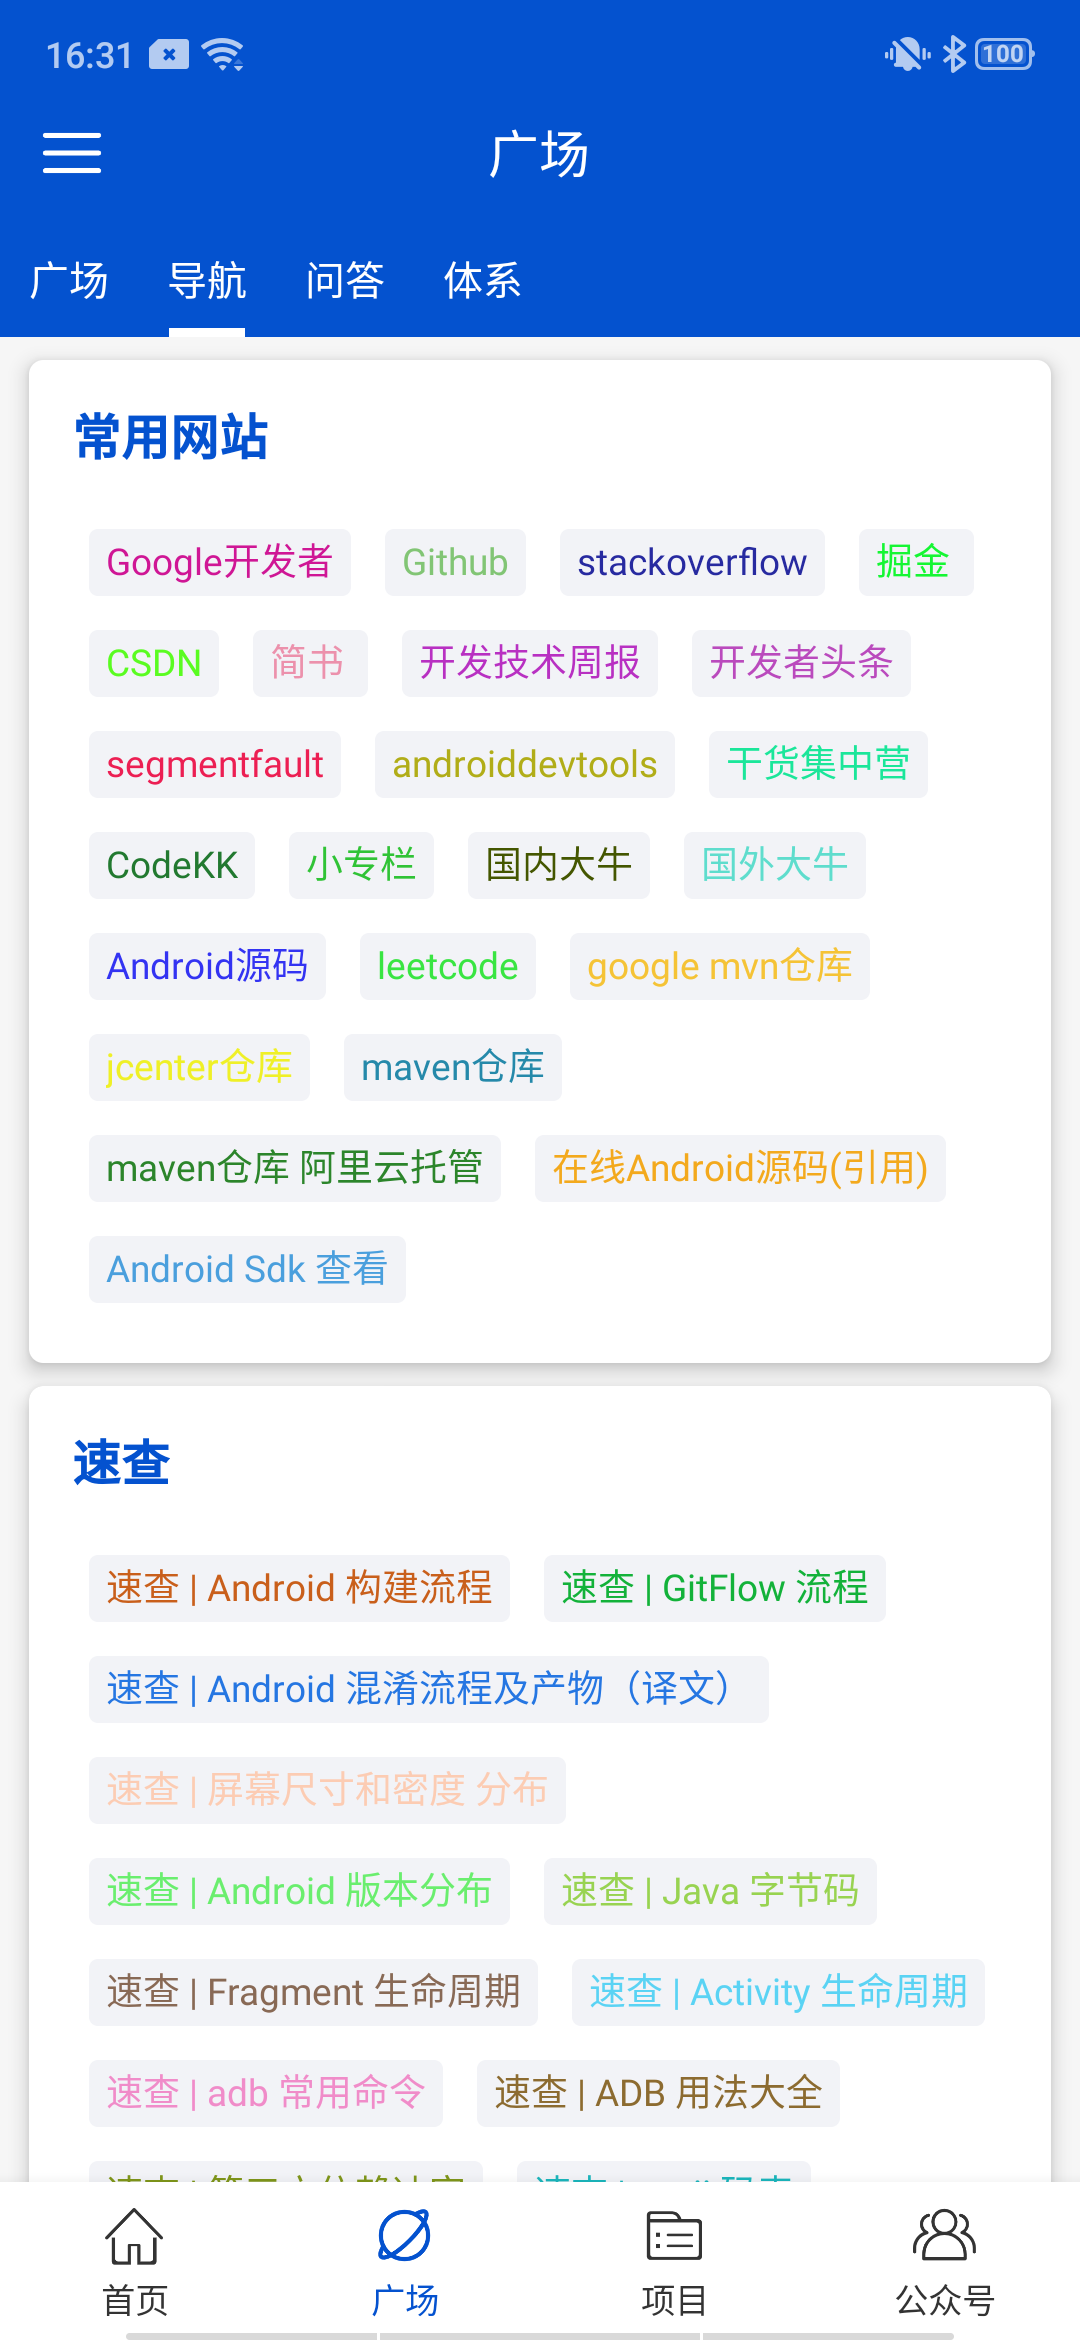 16:31
100
广场
广场 导航 问答 体系
常用网站
Google开发者 Github stackoverflow 掘金
CSDN 简书 开发技术周报 开发者头条
segmentfault androiddevtools 干货集中营
CodeKK 小专栏 国内大牛 国外大牛
Android源码 leetcode google mvn仓库
jcenter仓库 maven仓库
maven仓库 阿里云托管 在线Android源码(引用)
Android Sdk 查看
速查
速查 | Android 构建流程 速查 | GitFlow 流程
速查 | Android 混淆流程及产物（译文）
速查 | 屏幕尺寸和密度 分布
速查 | Android 版本分布 速查 | Java 字节码
速查 | Fragment 生命周期 速查 | Activity 生命周期
速查 | adb 常用命令 速查 | ADB 用法大全
首页 广场 项目 公众号